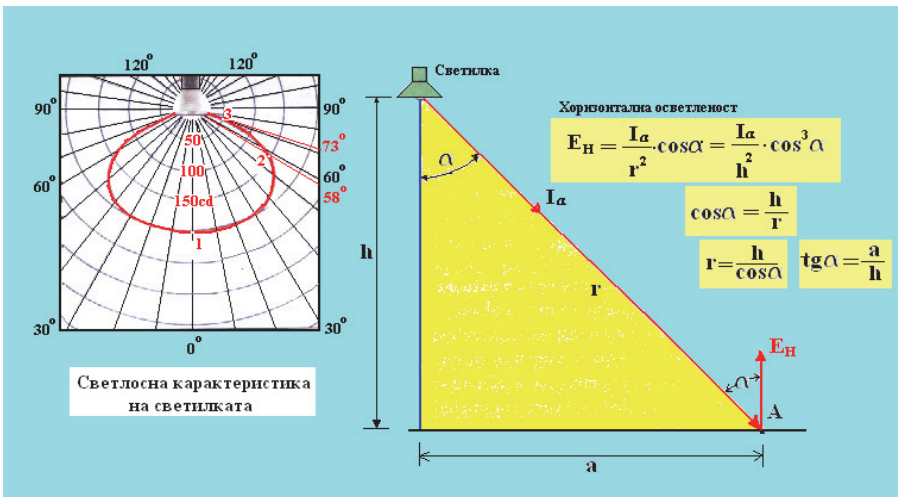 120° 120°
90° 90°
3
50
73°
2
100
60° 60°
58°
150cd
1
30° 30°
0°
Светлосна карактеристика
на светилката
Светилка
Хоризонтална осветленост
E_H = I_α / r² · cosα = I_α / h² · cos³α
cosα = h / r
r = h / cosα
tgα = a / h
α
I_α
h
r
E_H
α
A
a